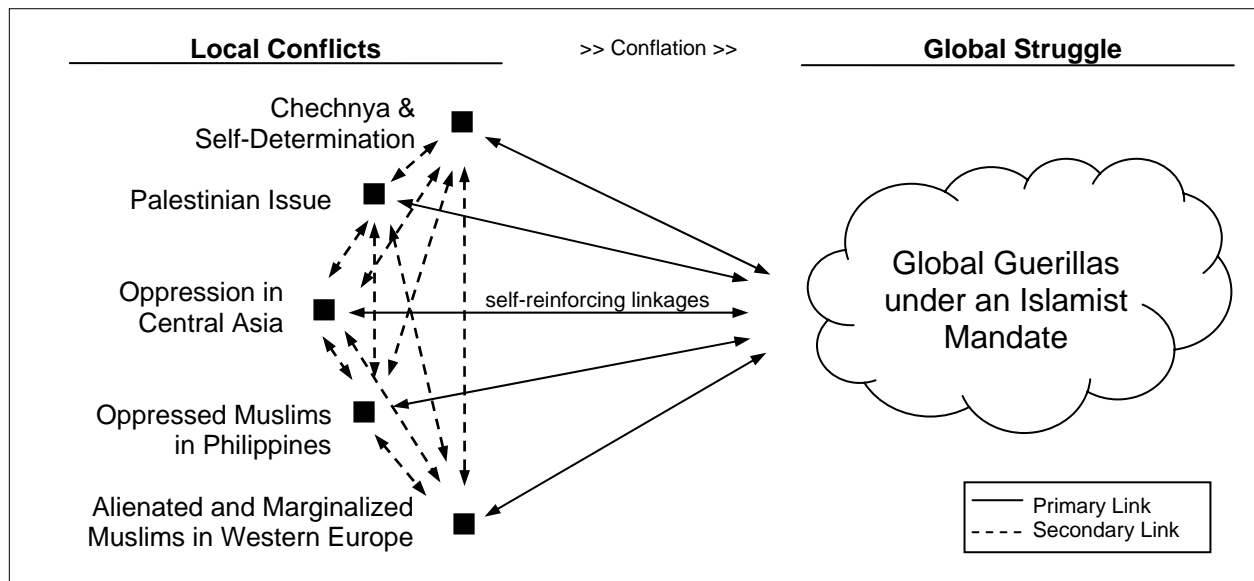 Local Conflicts
>> Conflation >>
Global Struggle
Chechnya &
Self-Determination
Palestinian Issue
Oppression in
Central Asia
Oppressed Muslims
in Philippines
Alienated and Marginalized
Muslims in Western Europe
self-reinforcing linkages
Global Guerillas
under an Islamist
Mandate
Primary Link
Secondary Link